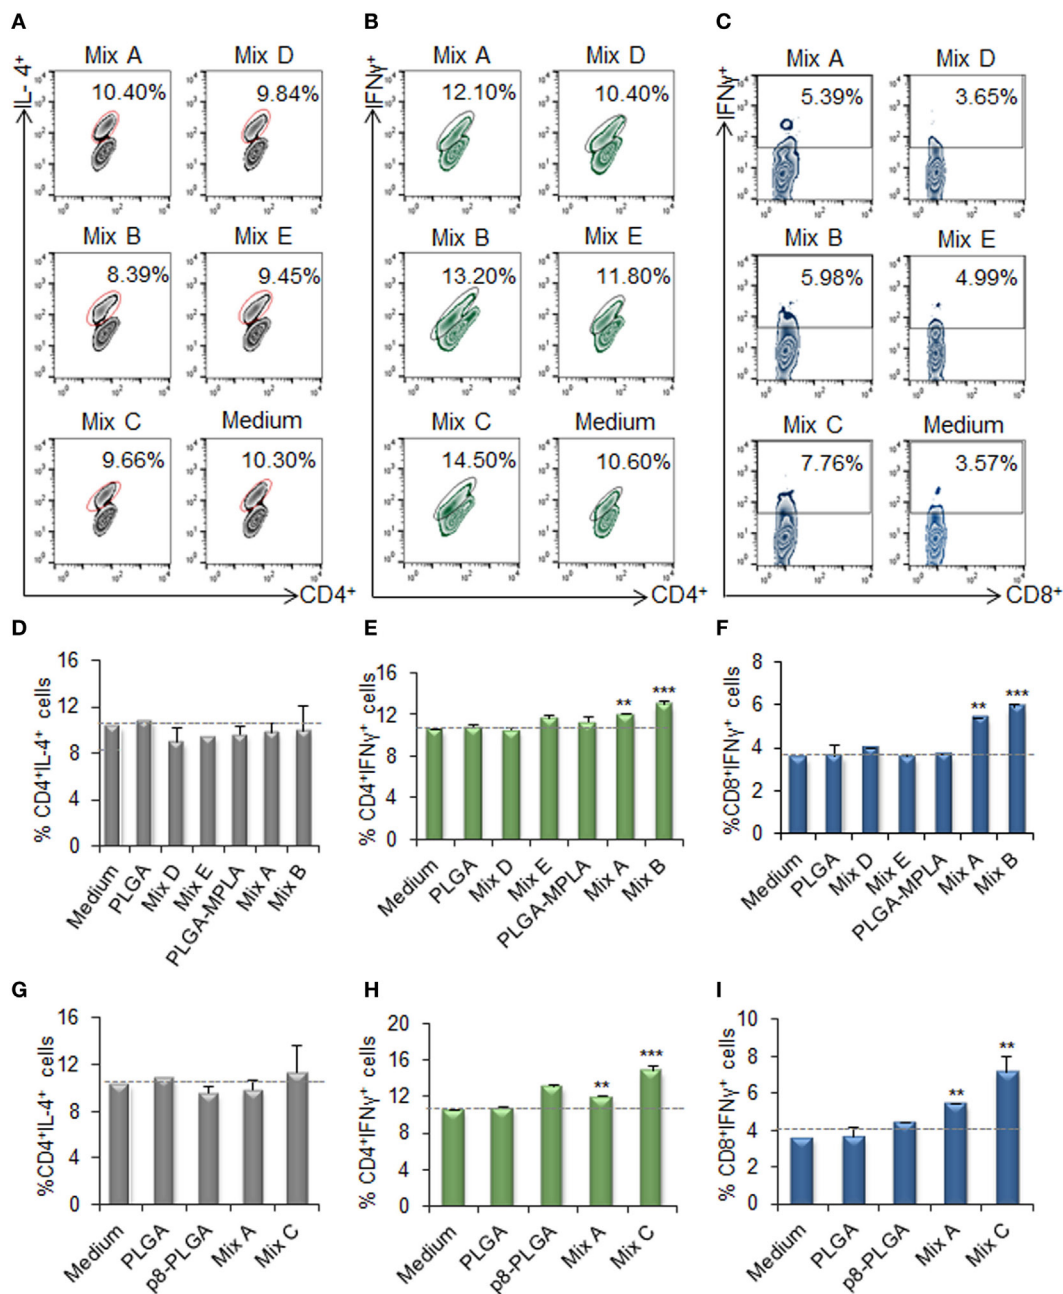 A
B
C
IL- 4⁺
Mix A
10.40%
Mix D
9.84%
Mix B
8.39%
Mix E
9.45%
Mix C
9.66%
Medium
10.30%
10⁰ 10¹ 10² 10³ 10⁴
10⁰ 10² 10⁴
CD4⁺
IFNγ⁺
Mix A
12.10%
Mix D
10.40%
Mix B
13.20%
Mix E
11.80%
Mix C
14.50%
Medium
10.60%
CD4⁺
IFNγ⁺
Mix A
5.39%
Mix D
3.65%
Mix B
5.98%
Mix E
4.99%
Mix C
7.76%
Medium
3.57%
CD8⁺
D
% CD4⁺IL-4⁺ cells
16
12
8
4
0
Medium
PLGA
Mix D
Mix E
PLGA-MPLA
Mix A
Mix B
E
% CD4⁺IFNγ⁺ cells
16
12
8
4
0
**
***
Medium
PLGA
Mix D
Mix E
PLGA-MPLA
Mix A
Mix B
F
%CD8⁺IFNγ⁺ cells
8
6
4
2
0
**
***
Medium
PLGA
Mix D
Mix E
PLGA-MPLA
Mix A
Mix B
G
%CD4⁺IL-4⁺ cells
16
12
8
4
0
Medium
PLGA
p8-PLGA
Mix A
Mix C
H
% CD4⁺IFNγ⁺ cells
20
16
12
8
4
0
**
***
Medium
PLGA
p8-PLGA
Mix A
Mix C
I
% CD8⁺IFNγ⁺ cells
10
8
6
4
2
0
**
**
Medium
PLGA
p8-PLGA
Mix A
Mix C